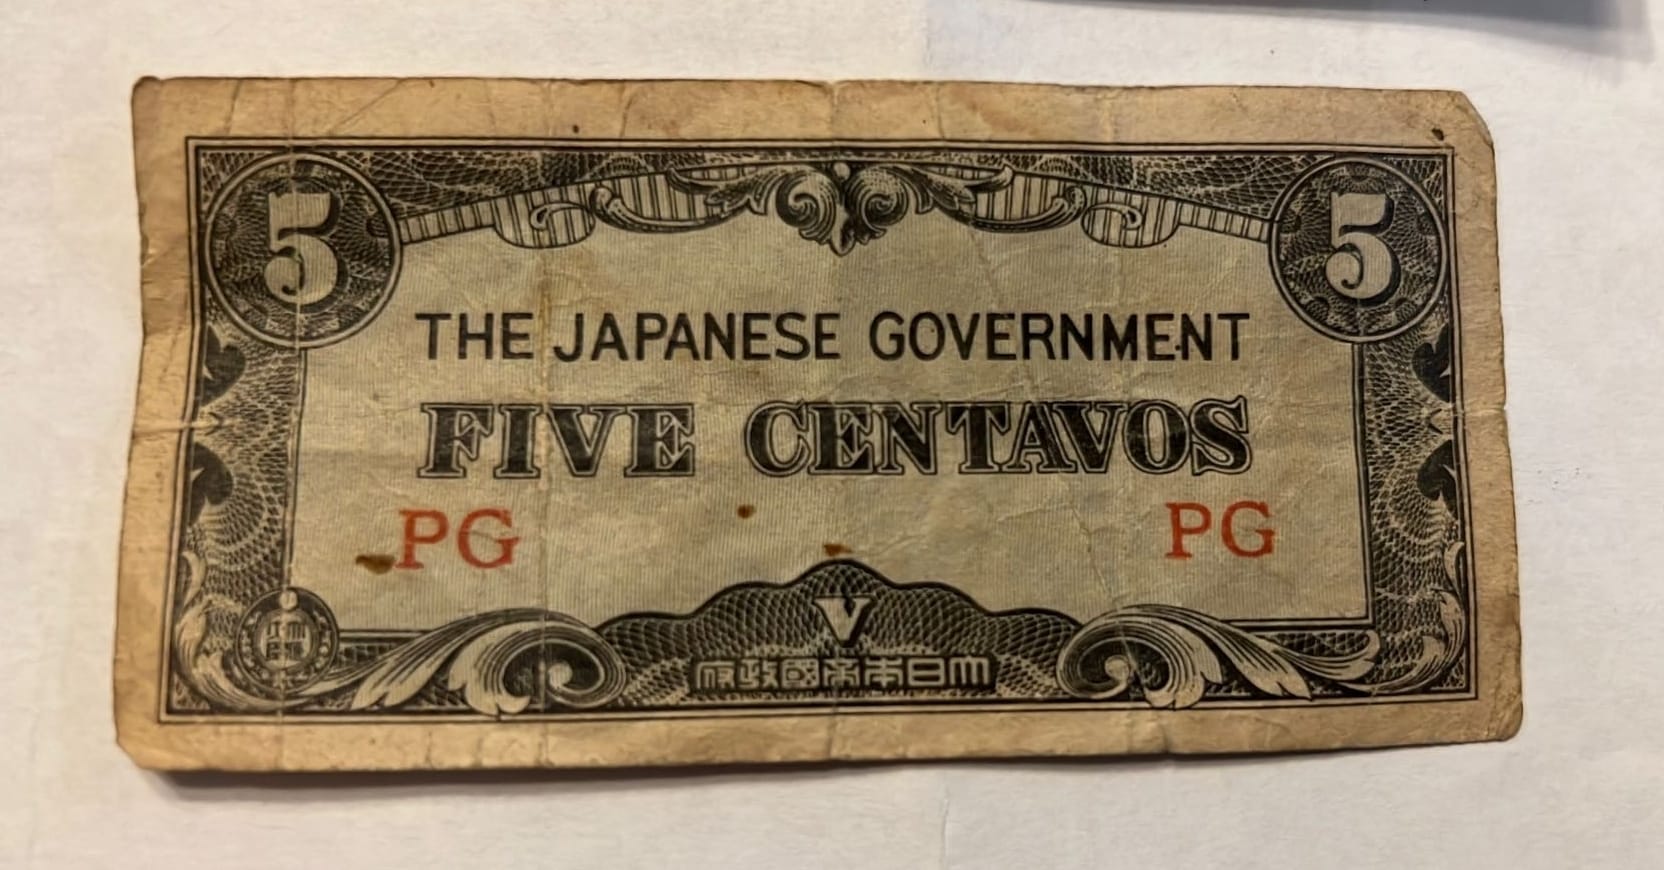 5 5
THE JAPANESE GOVERNMENT
FIVE CENTAVOS
PG PG
V
府政國帝本日大